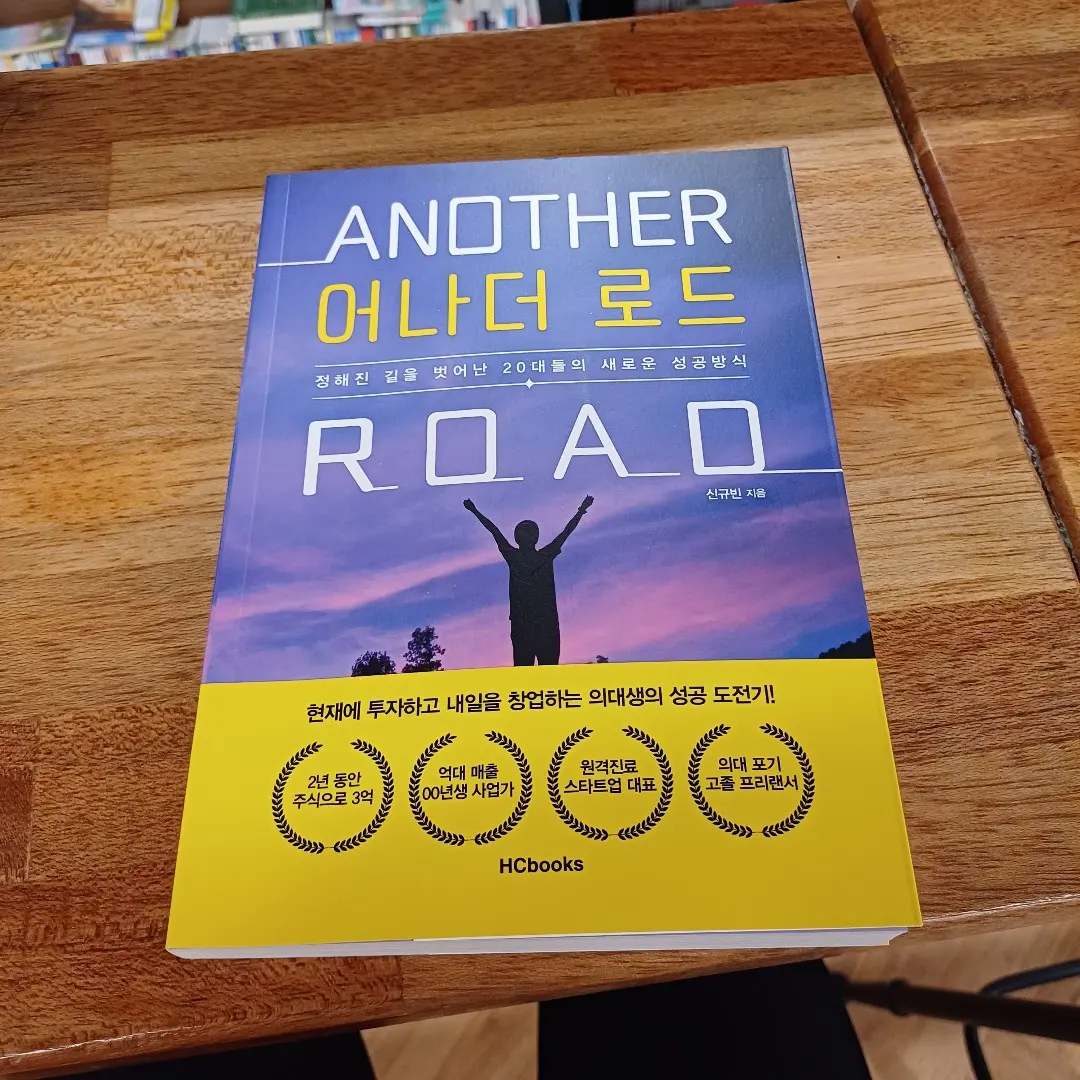 ANOTHER
어나더 로드
정해진 길을 벗어난 20대들의 새로운 성공방식
ROAD
신규빈 지음
현재에 투자하고 내일을 창업하는 의대생의 성공 도전기!
2년 동안
주식으로 3억
억대 매출
00년생 사업가
원격진료
스타트업 대표
의대 포기
고졸 프리랜서
HCbooks